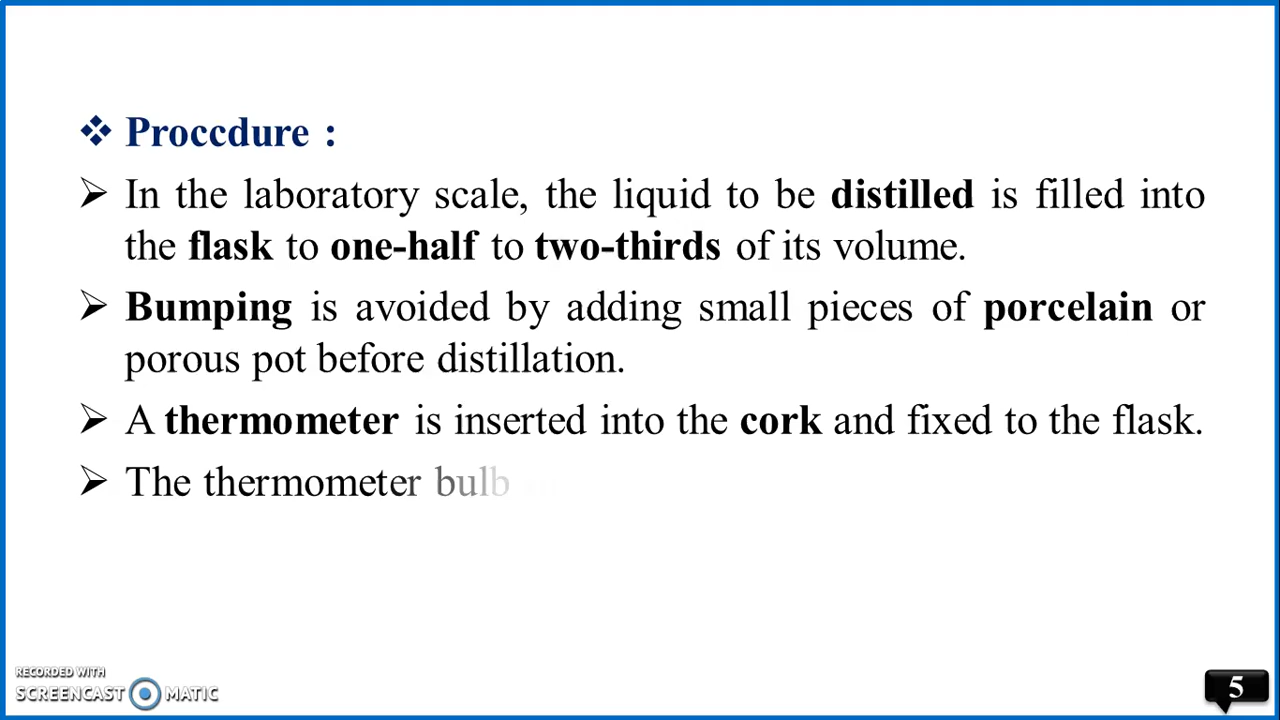 ❖ Proccdure :
➢ In the laboratory scale, the liquid to be distilled is filled into
the flask to one-half to two-thirds of its volume.
➢ Bumping is avoided by adding small pieces of porcelain or
porous pot before distillation.
➢ A thermometer is inserted into the cork and fixed to the flask.
➢ The thermometer bulb
RECORDED WITH
SCREENCAST MATIC
5